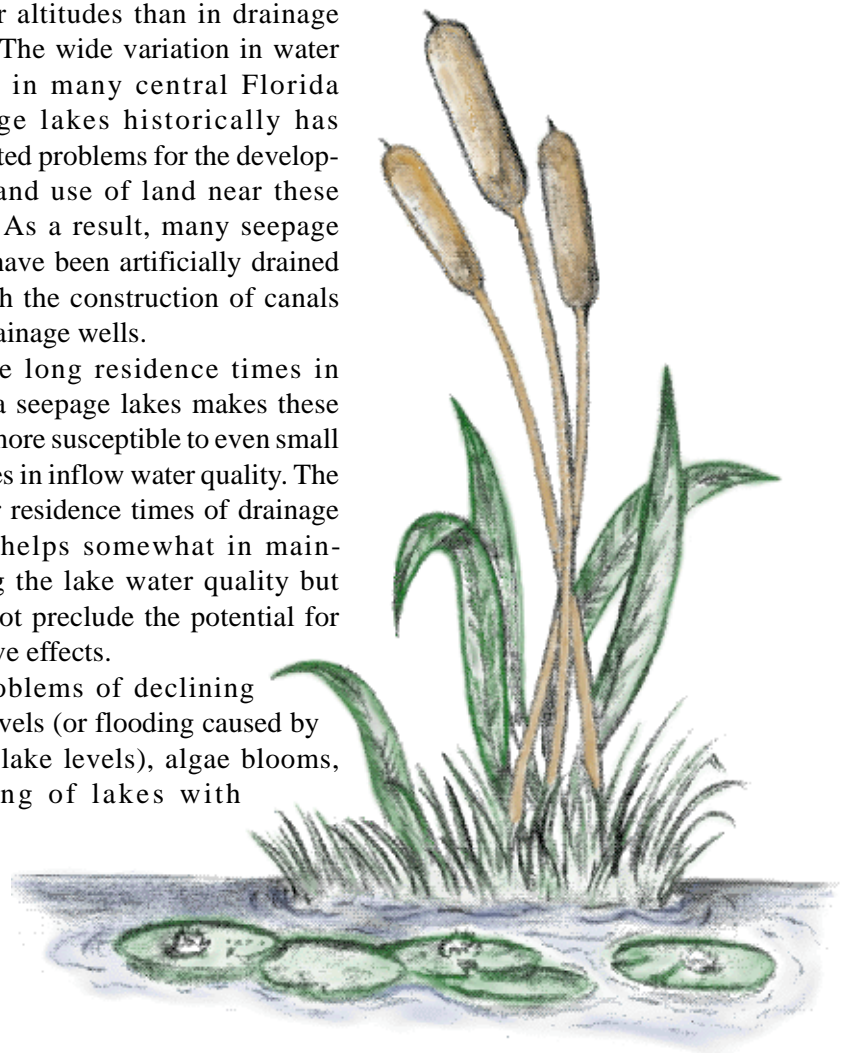 r altitudes than in drainage
The wide variation in water
in many central Florida
ge lakes historically has
ted problems for the develop-
and use of land near these
As a result, many seepage
have been artificially drained
h the construction of canals
ainage wells.
e long residence times in
a seepage lakes makes these
more susceptible to even small
es in inflow water quality. The
r residence times of drainage
helps somewhat in main-
g the lake water quality but
ot preclude the potential for
ve effects.
oblems of declining
vels (or flooding caused by
lake levels), algae blooms,
ng of lakes with